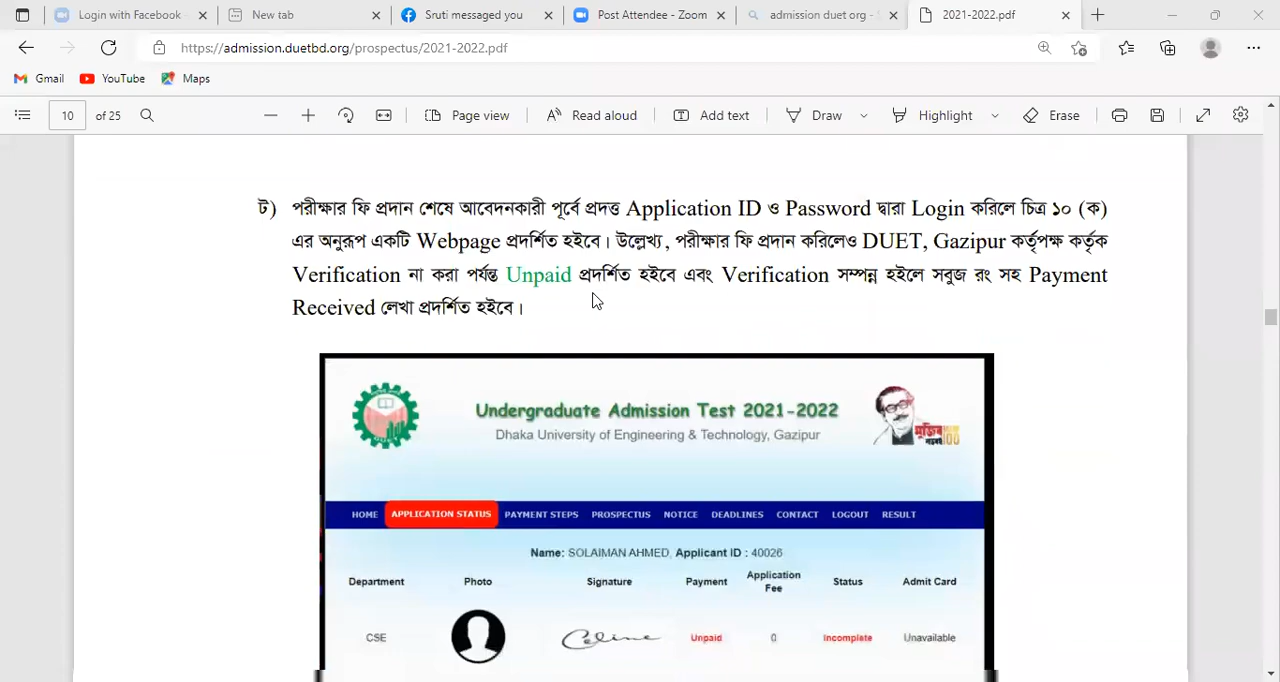 Login with Facebook
New tab
Sruti messaged you
Post Attendee - Zoom
admission duet org -
2021-2022.pdf
https://admission.duetbd.org/prospectus/2021-2022.pdf
Gmail
YouTube
Maps
10 of 25
Page view
Read aloud
Add text
Draw
Highlight
Erase
ট) পরীক্ষার ফি প্রদান শেষে আবেদনকারী পূর্বে প্রদত্ত Application ID ও Password দ্বারা Login করিলে চিত্র ১০ (ক)
এর অনুরূপ একটি Webpage প্রদর্শিত হইবে। উল্লেখ্য, পরীক্ষার ফি প্রদান করিলেও DUET, Gazipur কর্তৃপক্ষ কর্তৃক
Verification না করা পর্যন্ত Unpaid প্রদর্শিত হইবে এবং Verification সম্পন্ন হইলে সবুজ রং সহ Payment
Received লেখা প্রদর্শিত হইবে।
Undergraduate Admission Test 2021-2022
Dhaka University of Engineering & Technology, Gazipur
মুজিব
100
HOME APPLICATION STATUS PAYMENT STEPS PROSPECTUS NOTICE DEADLINES CONTACT LOGOUT RESULT
Name: SOLAIMAN AHMED, Applicant ID : 40026
Department Photo Signature Payment Application Fee Status Admit Card
CSE Unpaid 0 Incomplete Unavailable